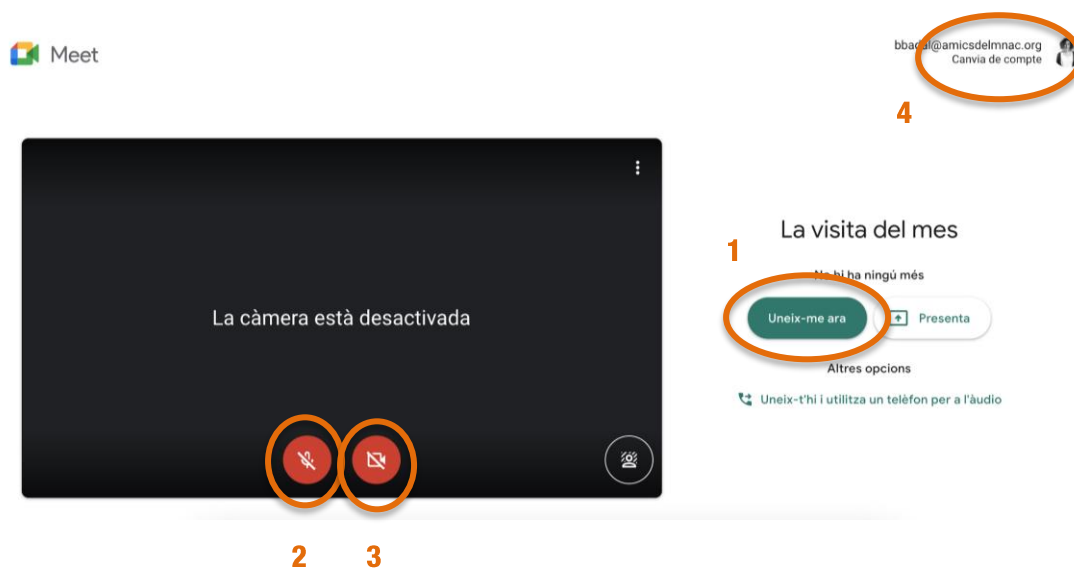 Meet
bbadal@amicsdelmnac.org
Canvia de compte
4
La visita del mes
1
No hi ha ningú més
Uneix-me ara
Presenta
La càmera està desactivada
Altres opcions
Uneix-t'hi i utilitza un telèfon per a l'àudio
2 3